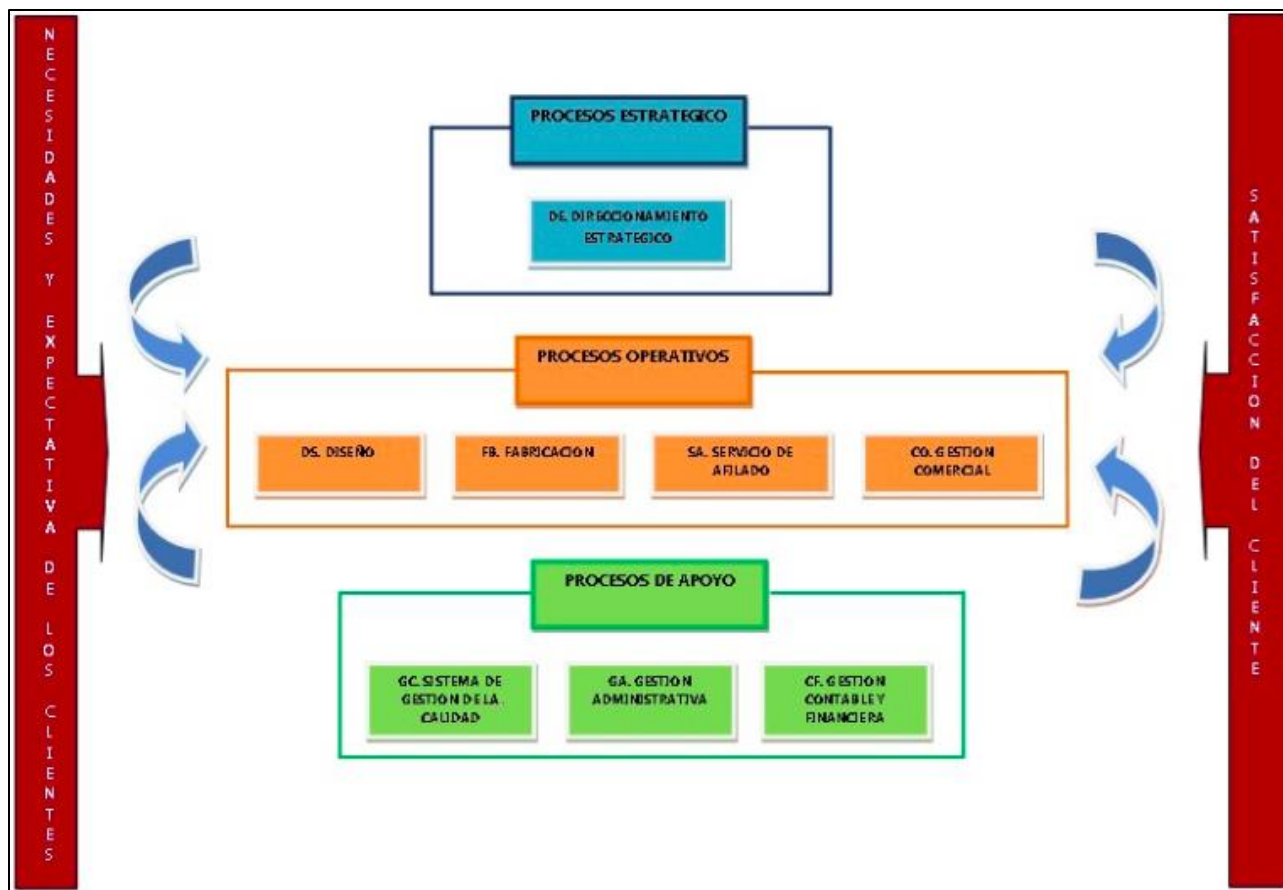 NECESIDADES Y EXPECTATIVA DE LOS CLIENTES
PROCESOS ESTRATEGICO
DE. DIRECCIONAMIENTO
ESTRATEGICO
PROCESOS OPERATIVOS
DS. DISEÑO
FB. FABRICACION
SA. SERVICIO DE
AFILADO
CO. GESTION
COMERCIAL
PROCESOS DE APOYO
GC. SISTEMA DE
GESTION DE LA
CALIDAD
GA. GESTION
ADMINISTRATIVA
CF. GESTION
CONTABLE Y
FINANCIERA
SATISFACCION DEL CLIENTE